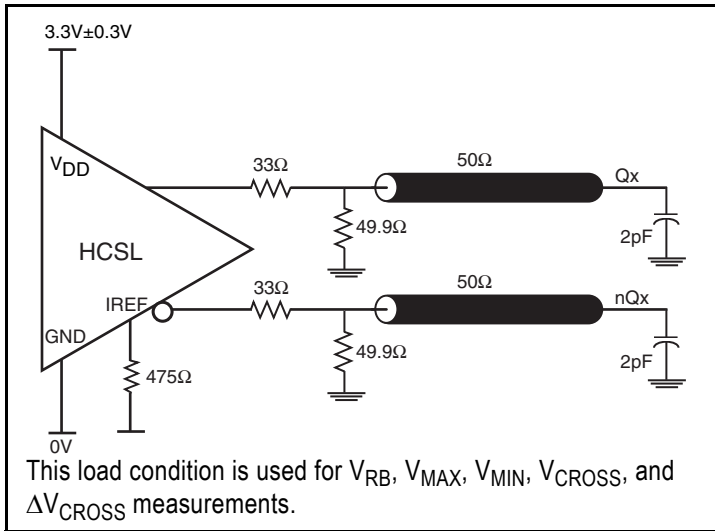 3.3V±0.3V
VDD
HCSL
IREF
GND
0V
475Ω
33Ω
49.9Ω
50Ω
Qx
2pF
33Ω
49.9Ω
50Ω
nQx
2pF
This load condition is used for VRB, VMAX, VMIN, VCROSS, and
ΔVCROSS measurements.